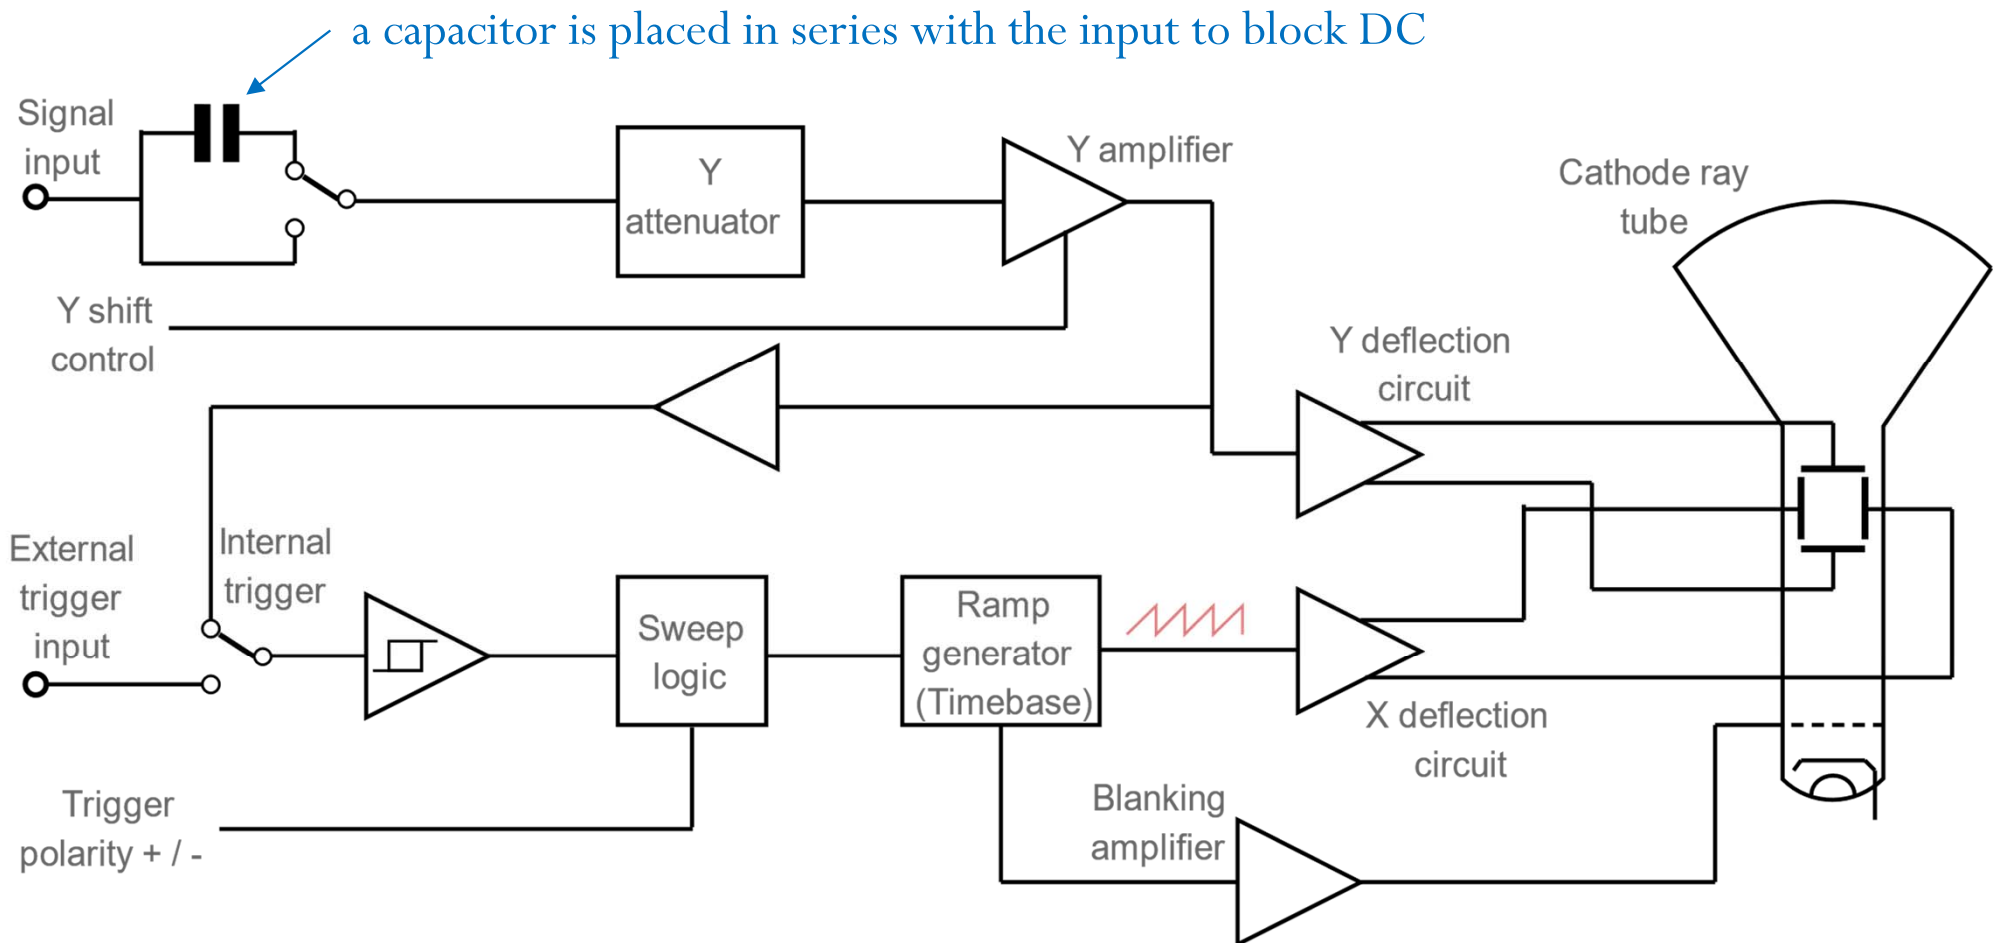 a capacitor is placed in series with the input to block DC
Signal
input
Y
attenuator
Y amplifier
Cathode ray
tube
Y shift
control
Y deflection
circuit
External
trigger
input
Internal
trigger
Sweep
logic
Ramp
generator
(Timebase)
X deflection
circuit
Trigger
polarity + / -
Blanking
amplifier